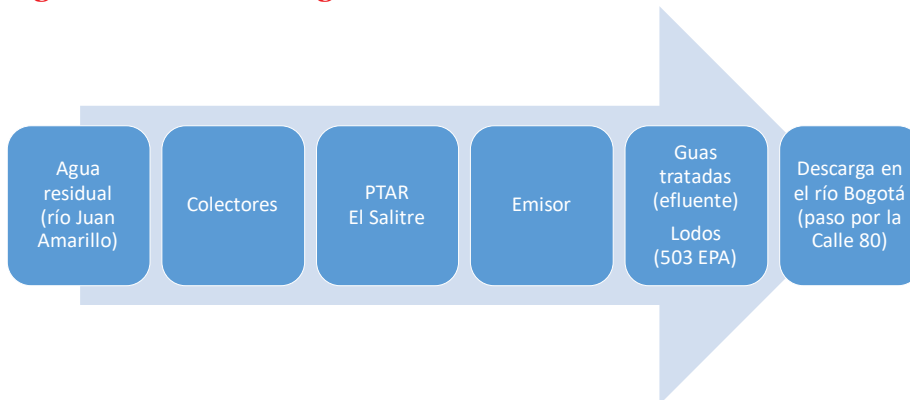 Agua
residual
(río Juan
Amarillo)
Colectores
PTAR
El Salitre
Emisor
Guas
tratadas
(efluente)
Lodos
(503 EPA)
Descarga en
el río Bogotá
(paso por la
Calle 80)